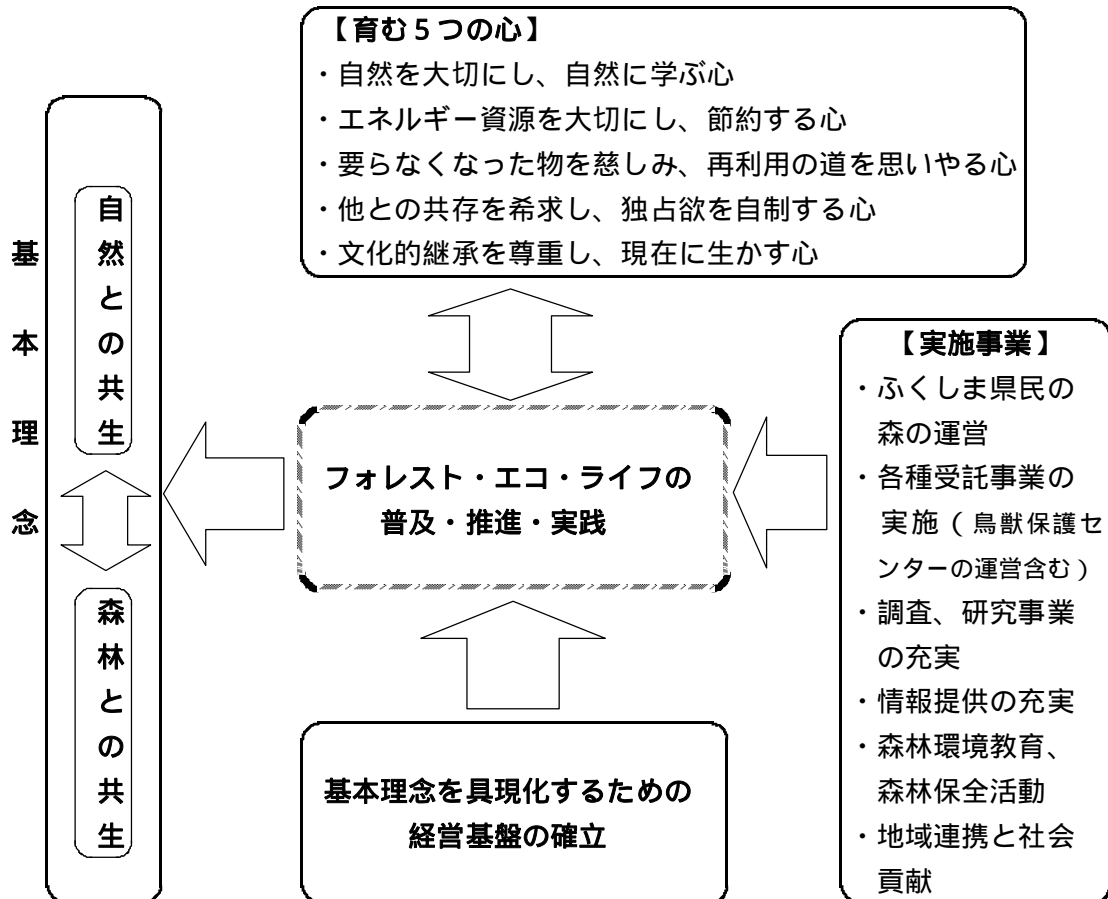 【育む５つの心】
・自然を大切にし、自然に学ぶ心
・エネルギー資源を大切にし、節約する心
・要らなくなった物を慈しみ、再利用の道を思いやる心
・他との共存を希求し、独占欲を自制する心
・文化的継承を尊重し、現在に生かす心
基本理念
自然との共生
森林との共生
フォレスト・エコ・ライフの
普及・推進・実践
基本理念を具現化するための
経営基盤の確立
【実施事業】
・ふくしま県民の
森の運営
・各種受託事業の
実施（鳥獣保護セ
ンターの運営含む）
・調査、研究事業
の充実
・情報提供の充実
・森林環境教育、
森林保全活動
・地域連携と社会
貢献